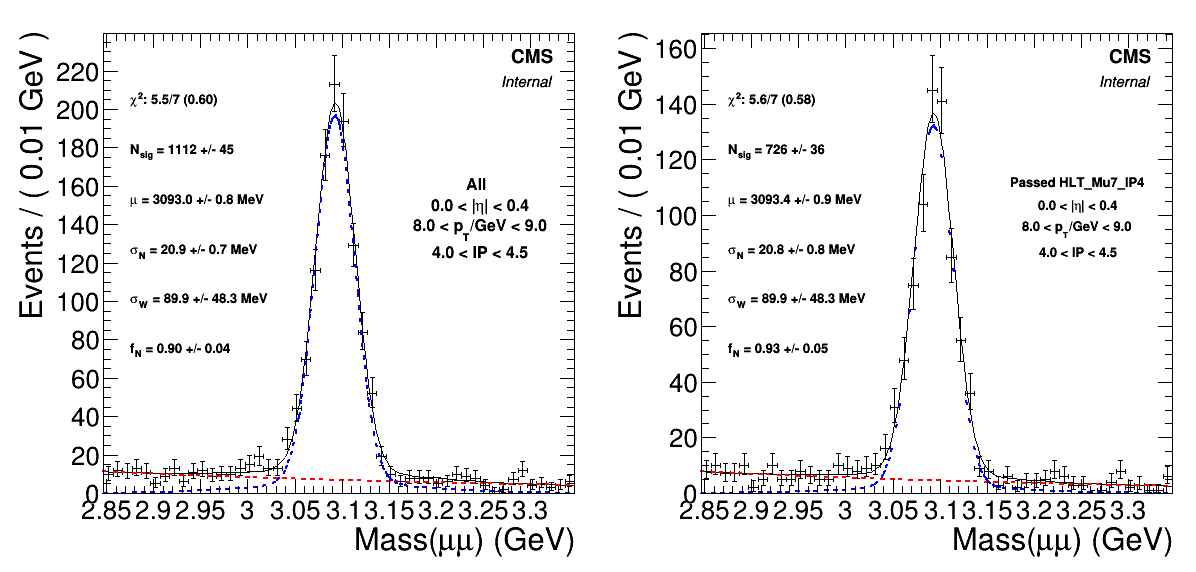 CMS
Internal
χ²: 5.5/7 (0.60)
N_sig = 1112 +/- 45
μ = 3093.0 +/- 0.8 MeV
σ_N = 20.9 +/- 0.7 MeV
σ_W = 89.9 +/- 48.3 MeV
f_N = 0.90 +/- 0.04
All
0.0 < |η| < 0.4
8.0 < p_T/GeV < 9.0
4.0 < IP < 4.5
Events / ( 0.01 GeV )
220
200
180
160
140
120
100
80
60
40
20
0
2.85 2.9 2.95 3 3.05 3.1 3.15 3.2 3.25 3.3
Mass(μμ) (GeV)
CMS
Internal
χ²: 5.6/7 (0.58)
N_sig = 726 +/- 36
μ = 3093.4 +/- 0.9 MeV
σ_N = 20.8 +/- 0.8 MeV
σ_W = 89.9 +/- 48.3 MeV
f_N = 0.93 +/- 0.05
Passed HLT_Mu7_IP4
0.0 < |η| < 0.4
8.0 < p_T/GeV < 9.0
4.0 < IP < 4.5
Events / ( 0.01 GeV )
160
140
120
100
80
60
40
20
0
2.85 2.9 2.95 3 3.05 3.1 3.15 3.2 3.25 3.3
Mass(μμ) (GeV)